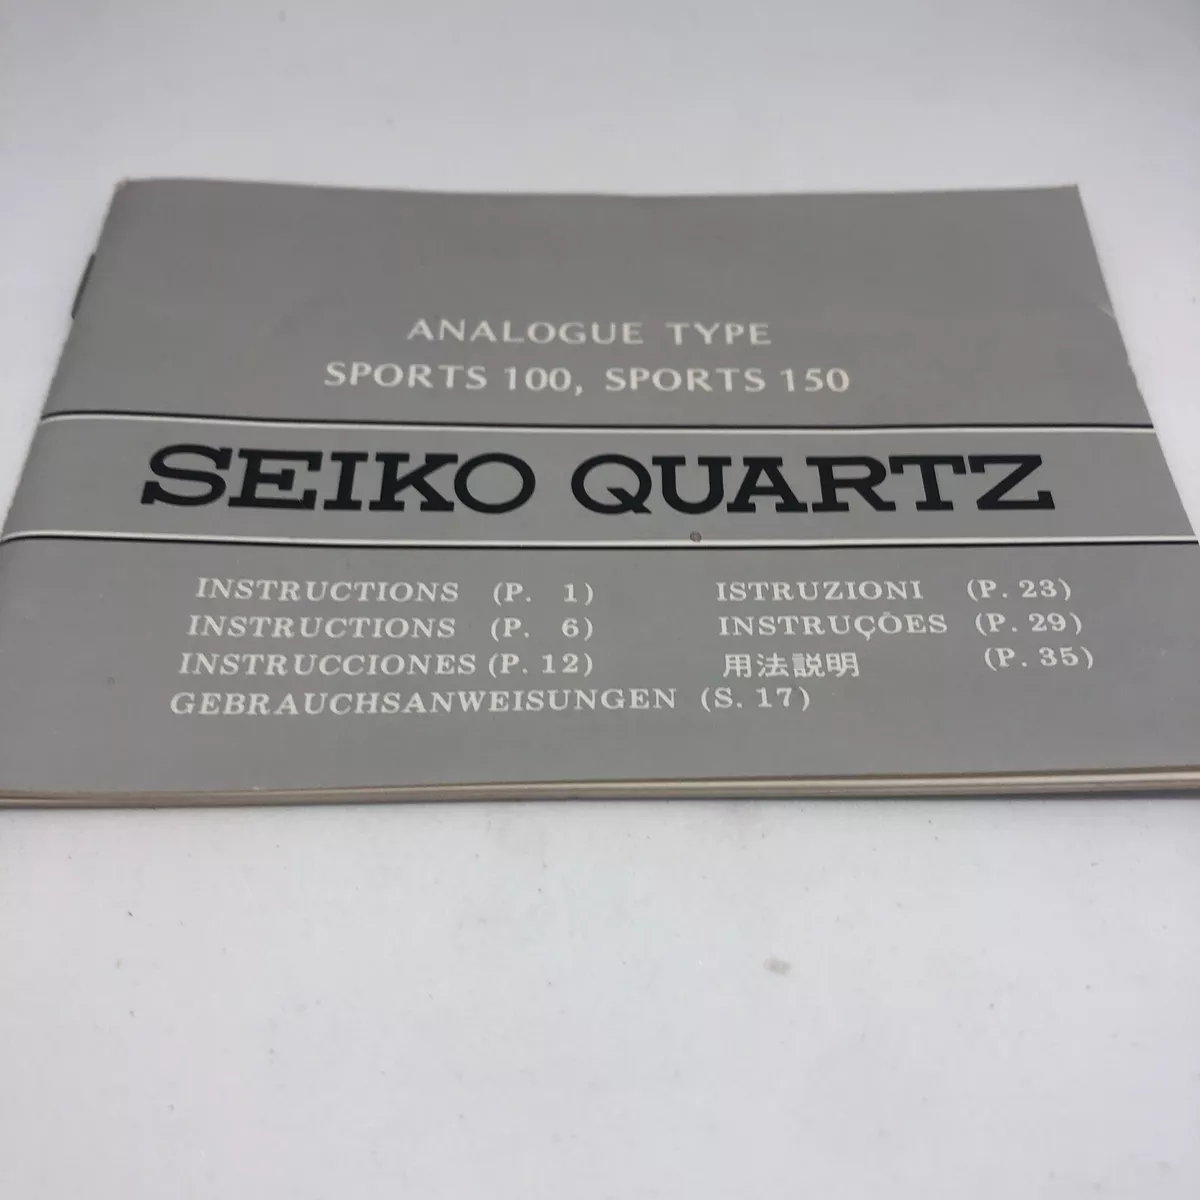 ANALOGUE TYPE
SPORTS 100, SPORTS 150
SEIKO QUARTZ
INSTRUCTIONS (P. 1)
INSTRUCTIONS (P. 6)
INSTRUCCIONES (P. 12)
GEBRAUCHSANWEISUNGEN (S. 17)
ISTRUZIONI (P. 23)
INSTRUÇÕES (P. 29)
用法説明 (P. 35)